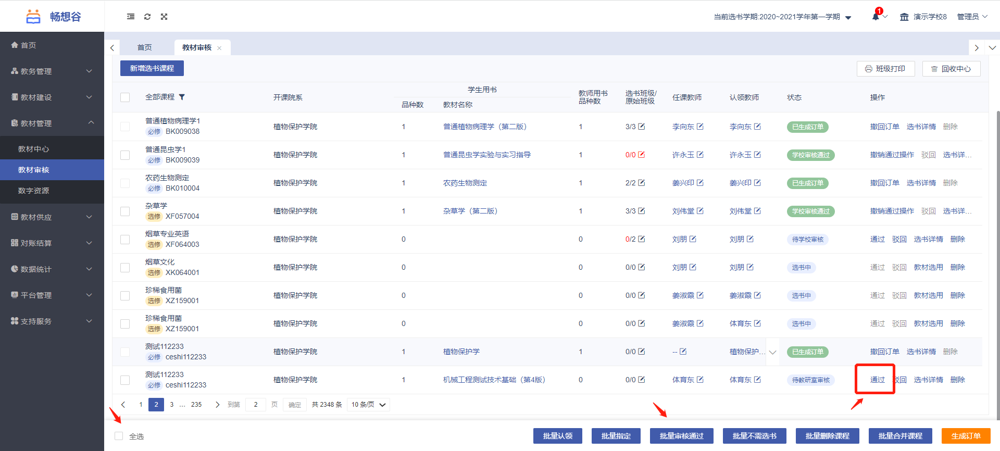 畅想谷
当前选书学期:2020~2021学年第一学期
1
演示学校8
管理员
首页
教务管理
教材建设
教材管理
教材中心
教材审核
数字资源
教材供应
对账结算
数据统计
平台管理
支持服务
首页
教材审核
新增选书课程
班级打印
回收中心
全部课程
开课院系
学生用书
品种数
教材名称
教师用书
品种数
选书班级/
原始班级
任课教师
认领教师
状态
操作
普通植物病理学1
必修 BK009038
植物保护学院
1
普通植物病理学（第二版）
1
3/3
李向东
李向东
已生成订单
撤回订单 选书详情 删除
普通昆虫学1
必修 BK009039
植物保护学院
1
普通昆虫学实验与实习指导
1
0/0
许永玉
许永玉
学校审核通过
撤销通过操作 驳回 选书详...
农药生物测定
必修 BK010004
植物保护学院
1
农药生物测定
1
2/2
姜兴印
姜兴印
已生成订单
撤回订单 选书详情 删除
杂草学
选修 XF057004
植物保护学院
1
杂草学（第二版）
1
3/3
刘伟堂
刘伟堂
学校审核通过
撤销通过操作 驳回 选书详...
烟草专业英语
选修 XF064003
植物保护学院
0
0
0/2
刘朋
刘朋
待学校审核
通过 驳回 选书详情 删除
烟草文化
选修 XK064001
植物保护学院
0
0
0/0
刘朋
刘朋
选书中
通过 驳回 教材选用 删除
珍稀食用菌
选修 XZ159001
植物保护学院
0
0
0/0
姜淑霞
姜淑霞
选书中
通过 驳回 教材选用 删除
珍稀食用菌
选修 XZ159001
植物保护学院
0
0
0/0
姜淑霞
体育东
选书中
通过 驳回 教材选用 删除
测试112233
必修 ceshi112233
植物保护学院
1
植物保护学
1
0/0
--
植物保护...
已生成订单
撤回订单 选书详情 删除
测试112233
必修 ceshi112233
植物保护学院
1
机械工程测试技术基础（第4版）
0
0/0
体育东
体育东
待教研室审核
通过 驳回 选书详情 删除
1 2 3 ... 235 到第 2 页 确定 共 2348 条 10 条/页
全选
批量认领
批量指定
批量审核通过
批量不需选书
批量删除课程
批量合并课程
生成订单